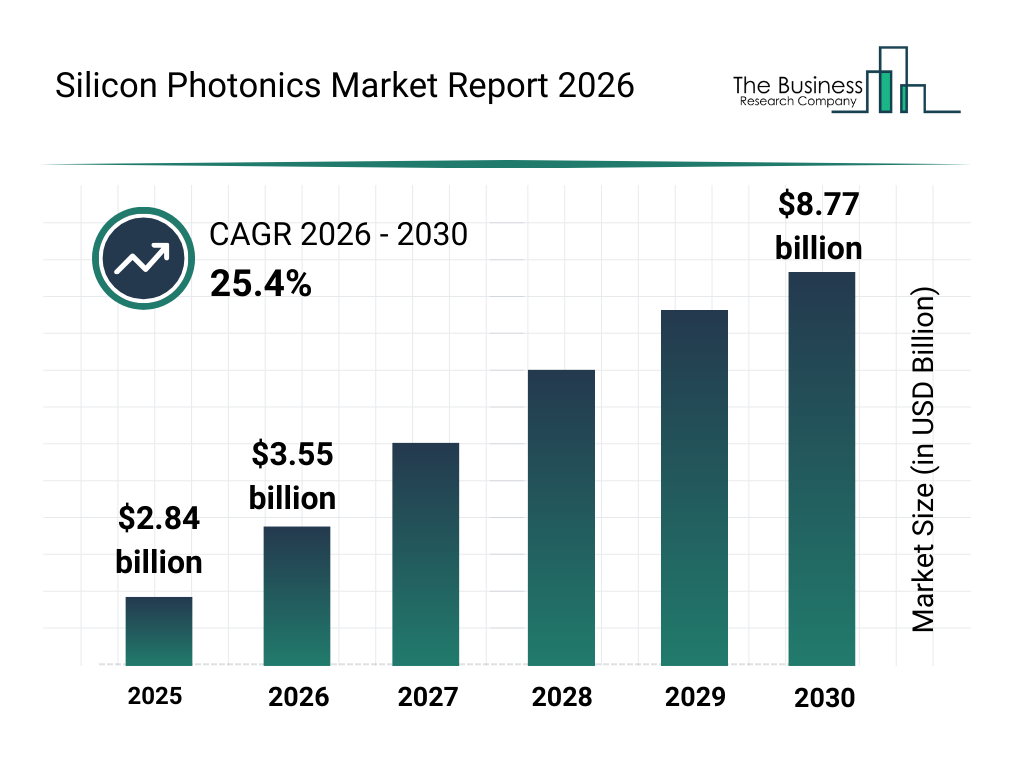 Silicon Photonics Market Report 2026
The Business
Research Company
CAGR 2026 - 2030
25.4%
$2.84
billion
$3.55
billion
$8.77
billion
Market Size (in USD Billion)
2025
2026
2027
2028
2029
2030